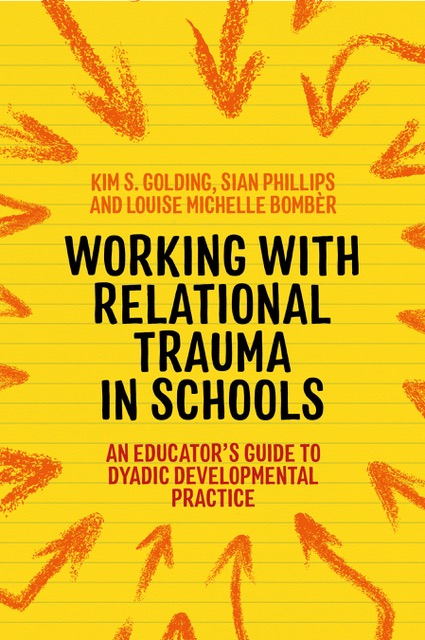 KIM S. GOLDING, SIAN PHILLIPS
AND LOUISE MICHELLE BOMBÈR
WORKING WITH
RELATIONAL
TRAUMA
IN SCHOOLS
AN EDUCATOR'S GUIDE TO
DYADIC DEVELOPMENTAL
PRACTICE